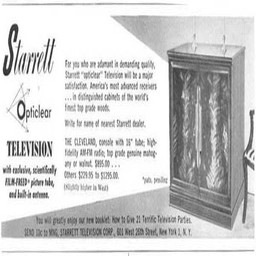 Starrett
Opticlear
TELEVISION
with exclusive, scientifically
FILM-FREED* picture tube,
and built-in antenna.
For you who are adamant in demanding quality,
Starrett "opticlear" Television will be a major
satisfaction. America's most advanced receivers
... in distinguished cabinets of the world's
finest top grade woods.
Write for name of nearest Starrett dealer.
THE CLEVELAND, console with 16" tube; high-
fidelity AM-FM radio; top grade genuine mahog-
any or walnut. $895.00 ...
Others $229.95 to $1295.00.
(Slightly higher in West)
*pats. pending
You will greatly enjoy our new booklet: How to Give 21 Terrific Television Parties.
SEND 10c to MHG, STARRETT TELEVISION CORP., 601 West 26th Street, New York 1, N. Y.